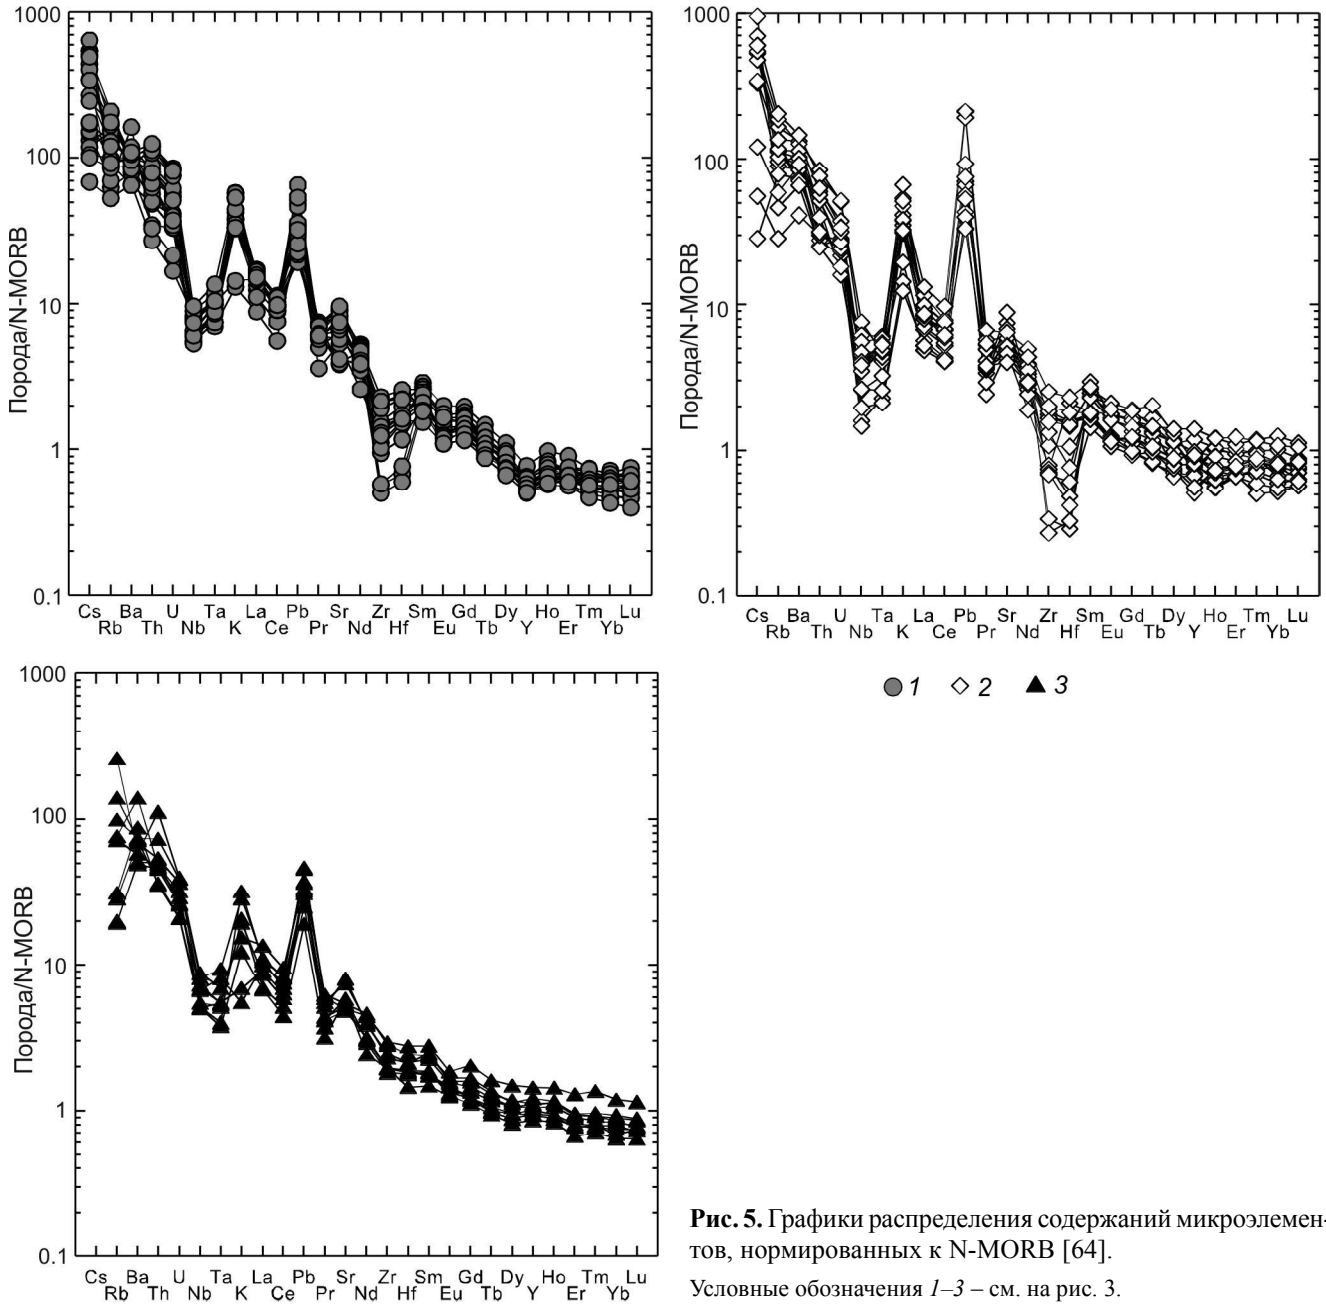 1000
100
10
1
0.1
Порода/N-MORB
Cs Ba U Ta La Pb Sr Zr Sm Gd Dy Ho Tm Lu
Rb Th Nb K Ce Pr Nd Hf Eu Tb Y Er Yb
1000
100
10
1
0.1
Порода/N-MORB
Cs Ba U Ta La Pb Sr Zr Sm Gd Dy Ho Tm Lu
Rb Th Nb K Ce Pr Nd Hf Eu Tb Y Er Yb
1 2 3
1000
100
10
1
0.1
Порода/N-MORB
Cs Ba U Ta La Pb Sr Zr Sm Gd Dy Ho Tm Lu
Rb Th Nb K Ce Pr Nd Hf Eu Tb Y Er Yb
Рис. 5. Графики распределения содержаний микроэлемен-
тов, нормированных к N-MORB [64].
Условные обозначения 1–3 – см. на рис. 3.